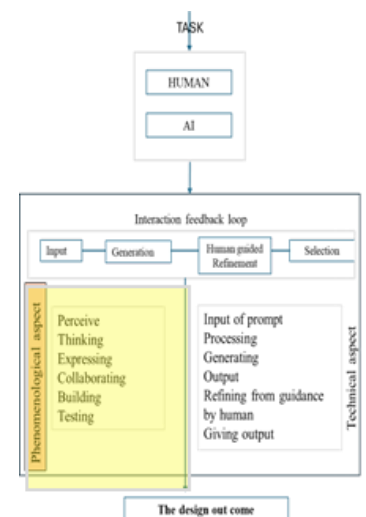 TASK
HUMAN
AI
Interaction feedback loop
Input
Generation
Human guided
Refinement
Selection
Phenomenological aspect
Perceive
Thinking
Expressing
Collaborating
Building
Testing
Input of prompt
Processing
Generating
Output
Refining from guidance
by human
Giving output
Technical aspect
The design out come